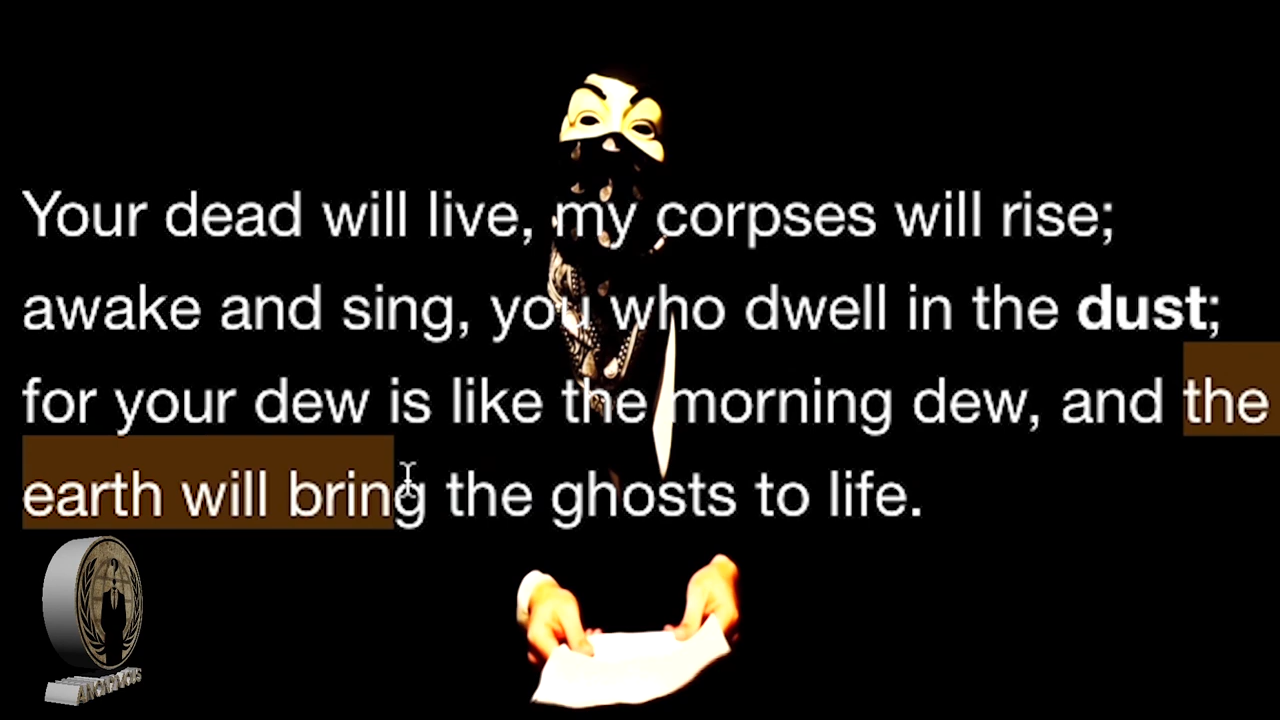 Your dead will live, my corpses will rise;
awake and sing, you who dwell in the dust;
for your dew is like the morning dew, and the
earth will bring the ghosts to life.
ANONYMOUS